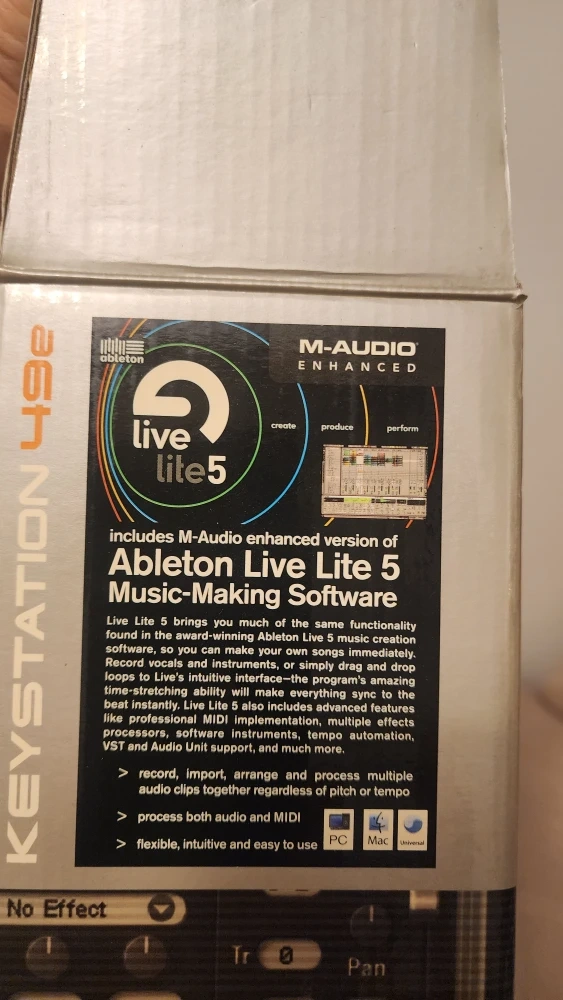 KEYSTATION 49e
ableton
M-AUDIO
ENHANCED
live
lite5
create
produce
perform
includes M-Audio enhanced version of
Ableton Live Lite 5
Music-Making Software
Live Lite 5 brings you much of the same functionality
found in the award-winning Ableton Live 5 music creation
software, so you can make your own songs immediately.
Record vocals and instruments, or simply drag and drop
loops to Live's intuitive interface—the program's amazing
time-stretching ability will make everything sync to the
beat instantly. Live Lite 5 also includes advanced features
like professional MIDI implementation, multiple effects
processors, software instruments, tempo automation,
VST and Audio Unit support, and much more.
> record, import, arrange and process multiple
audio clips together regardless of pitch or tempo
> process both audio and MIDI
> flexible, intuitive and easy to use
PC
Mac
Universal
No Effect
Tr 0
Pan